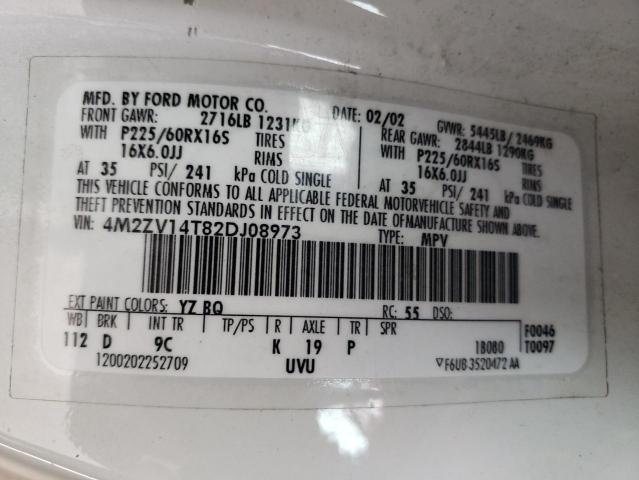 MFD. BY FORD MOTOR CO.
DATE: 02/02 GVWR: 5445LB/ 2469KG
FRONT GAWR: 2716LB 1231KG REAR GAWR: 2844LB 1290KG
WITH P225/60RX16S TIRES WITH P225/60RX16S TIRES
16X6.0JJ RIMS 16X6.0JJ RIMS
AT 35 PSI/ 241 kPa COLD SINGLE AT 35 PSI/ 241 kPa COLD SINGLE
THIS VEHICLE CONFORMS TO ALL APPLICABLE FEDERAL MOTORVEHICLE SAFETY AND
THEFT PREVENTION STANDARDS IN EFFECT ON THE DATE OF MANUFACTURE SHOWN ABOVE.
VIN: 4M2ZV14T82DJ08973
TYPE: MPV
EXT PAINT COLORS: YZ BQ RC: 55 DSO:
WB BRK INT TR TP/PS R AXLE TR SPR F0046
112 D 9C K 19 P 1B080 T0097
1200202252709 UVU ▽F6UB-3520472 AA